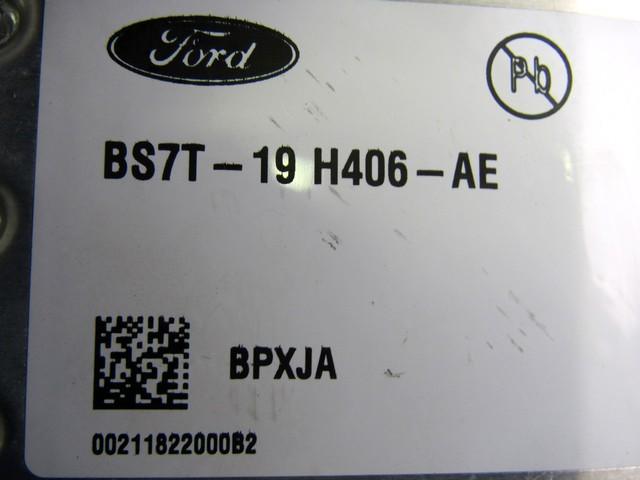 Ford
Pb
BS7T-19 H406-AE
BPXJA
00211822000B2